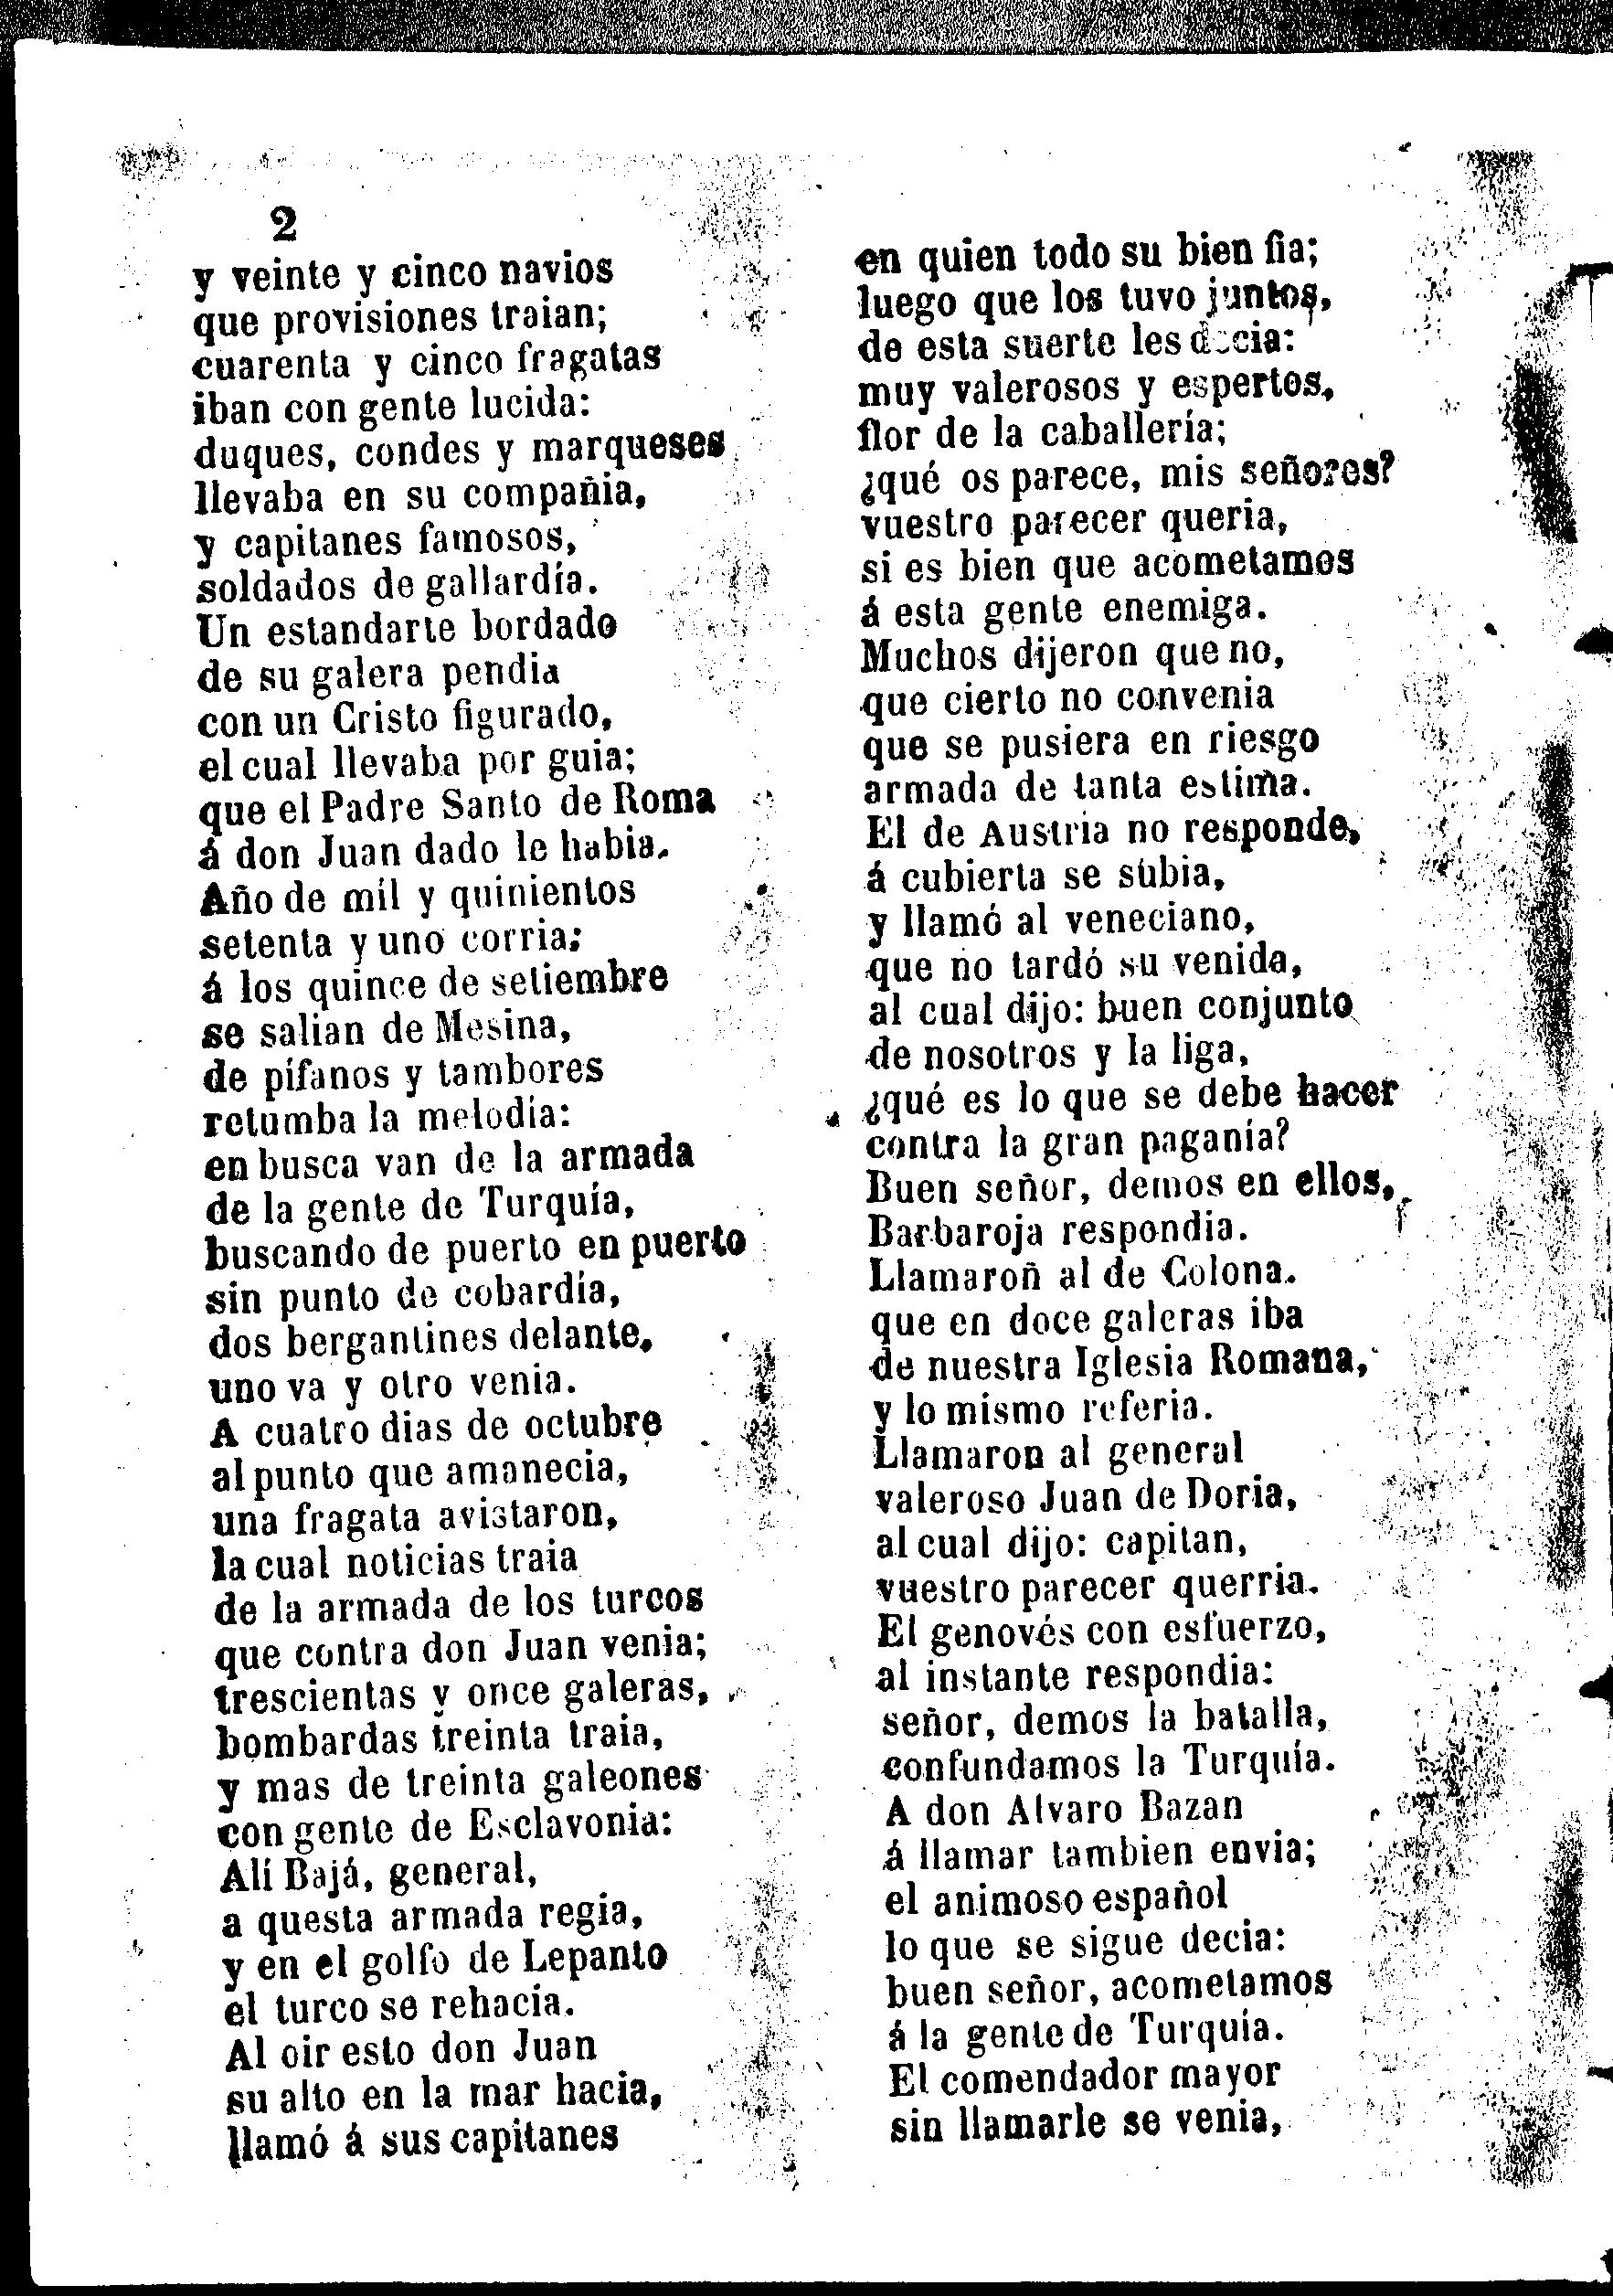 2
y veinte y cinco navios
que provisiones traian;
cuarenta y cinco fragatas
iban con gente lucida:
duques, condes y marqueses
llevaba en su compañia,
y capitanes famosos,
soldados de gallardía.
Un estandarte bordado
de su galera pendia
con un Cristo figurado,
el cual llevaba por guia;
que el Padre Santo de Roma
á don Juan dado le habia.
Año de mil y quinientos
setenta y uno corria:
á los quince de setiembre
se salian de Mesina,
de pífanos y tambores
retumba la melodía:
en busca van de la armada
de la gente de Turquía,
buscando de puerto en puerto
sin punto de cobardía,
dos bergantines delante,
uno va y otro venia.
A cuatro dias de octubre
al punto que amanecia,
una fragata avistaron,
la cual noticias traia
de la armada de los turcos
que contra don Juan venia;
trescientas y once galeras,
bombardas treinta traia,
y mas de treinta galeones
con gente de Esclavonia:
Alí Bajá, general,
a questa armada regia,
y en el golfo de Lepanto
el turco se rehacia.
Al oir esto don Juan
su alto en la mar hacia,
llamó á sus capitanes
en quien todo su bien fia;
luego que los tuvo juntos,
de esta suerte les decia:
muy valerosos y espertos,
flor de la caballería;
¿qué os parece, mis señores?
vuestro parecer queria,
si es bien que acometamos
á esta gente enemiga.
Muchos dijeron que no,
que cierto no convenia
que se pusiera en riesgo
armada de tanta estima.
El de Austria no responde,
á cubierta se subia,
y llamó al veneciano,
que no tardó su venida,
al cual dijo: buen conjunto
de nosotros y la liga,
¿qué es lo que se debe hacer
contra la gran paganía?
Buen señor, demos en ellos,
Barbaroja respondia.
Llamaron al de Colona.
que en doce galeras iba
de nuestra Iglesia Romana,
y lo mismo referia.
Llamaron al general
valeroso Juan de Doria,
al cual dijo: capitan,
vuestro parecer querria.
El genovés con esfuerzo,
al instante respondia:
señor, demos la batalla,
confundamos la Turquía.
A don Alvaro Bazan
á llamar tambien envia;
el animoso español
lo que se sigue decia:
buen señor, acometamos
á la gente de Turquía.
El comendador mayor
sin llamarle se venia,